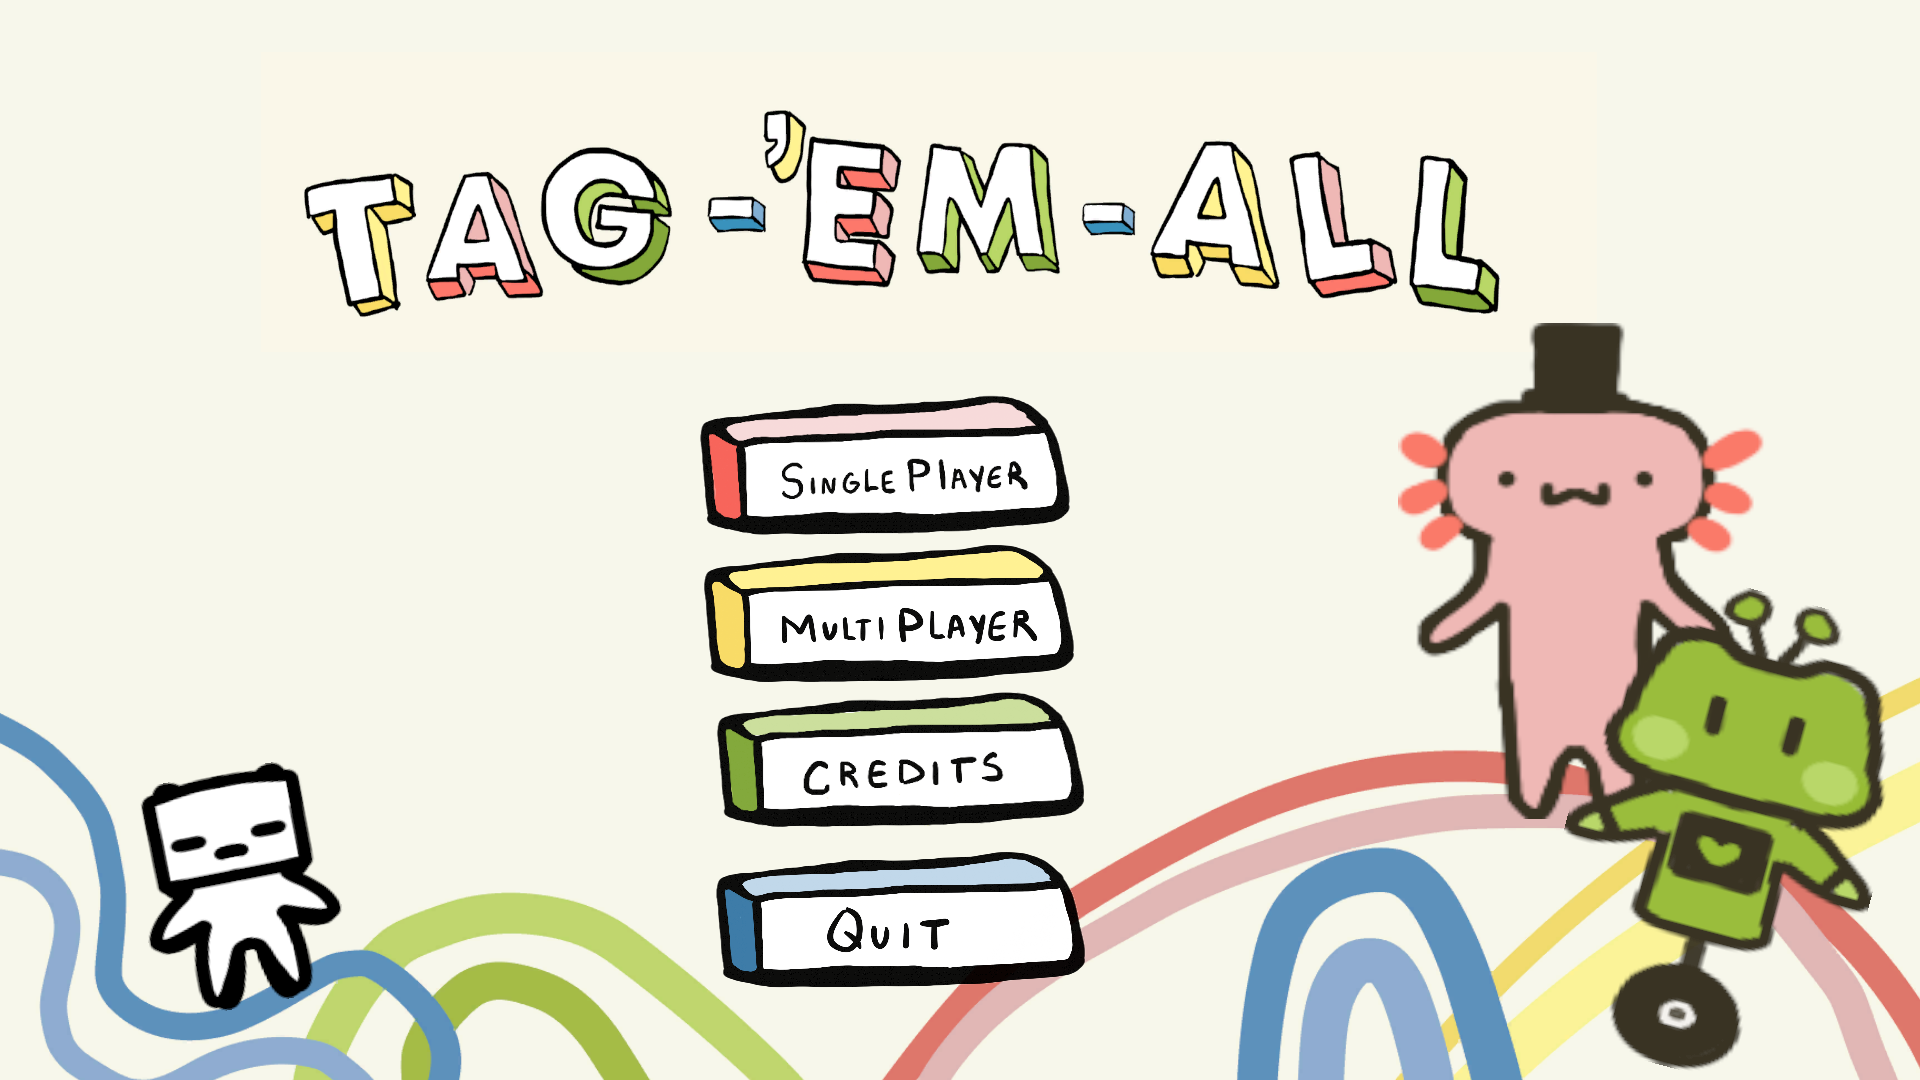 TAG-'EM-ALL
SINGLE PLAYER
MULTI PLAYER
CREDITS
QUIT